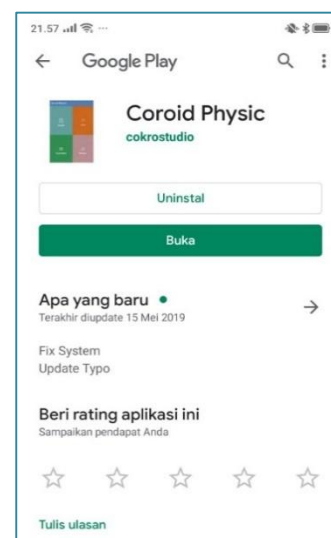 21.57
Google Play
Coroid Physic
cokrostudio
Uninstal
Buka
Apa yang baru
Terakhir diupdate 15 Mei 2019
Fix System
Update Typo
Beri rating aplikasi ini
Sampaikan pendapat Anda
Tulis ulasan